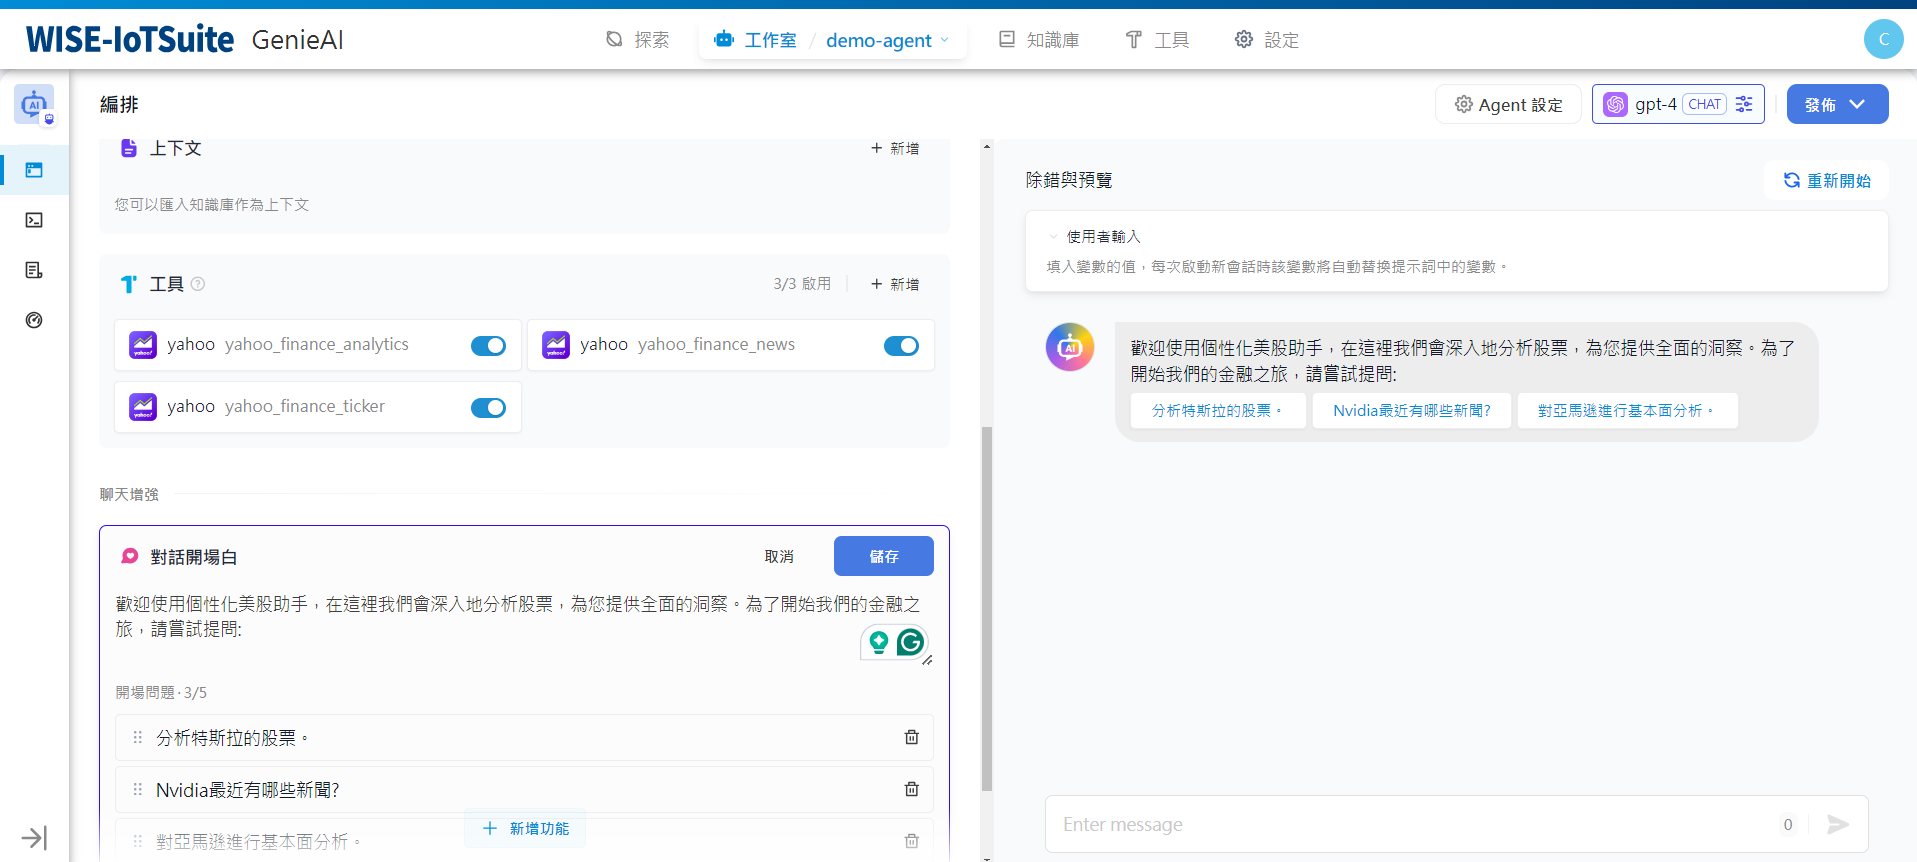 WISE-IoTSuite GenieAI
探索
工作室 / demo-agent
知識庫
工具
設定
C
編排
Agent 設定
gpt-4 CHAT
發佈
上下文
+ 新增
您可以匯入知識庫作為上下文
工具
3/3 啟用
+ 新增
yahoo yahoo_finance_analytics
yahoo yahoo_finance_news
yahoo yahoo_finance_ticker
聊天增強
對話開場白
取消
儲存
歡迎使用個性化美股助手，在這裡我們會深入地分析股票，為您提供全面的洞察。為了開始我們的金融之
旅，請嘗試提問:
開場問題·3/5
分析特斯拉的股票。
Nvidia最近有哪些新聞?
對亞馬遜進行基本面分析。
+ 新增功能
除錯與預覽
重新開始
使用者輸入
填入變數的值，每次啟動新會話時該變數將自動替換提示詞中的變數。
歡迎使用個性化美股助手，在這裡我們會深入地分析股票，為您提供全面的洞察。為了
開始我們的金融之旅，請嘗試提問:
分析特斯拉的股票。
Nvidia最近有哪些新聞?
對亞馬遜進行基本面分析。
Enter message
0